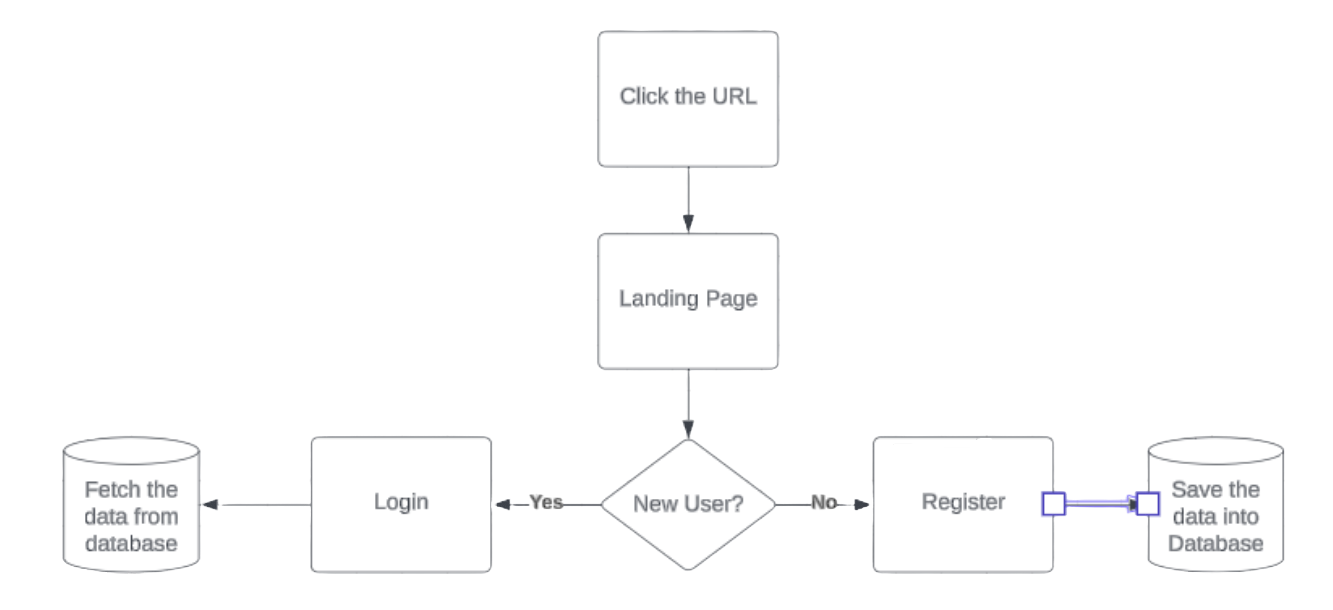 Click the URL
Landing Page
Fetch the
data from
database
Login
Yes
New User?
No
Register
Save the
data into
Database